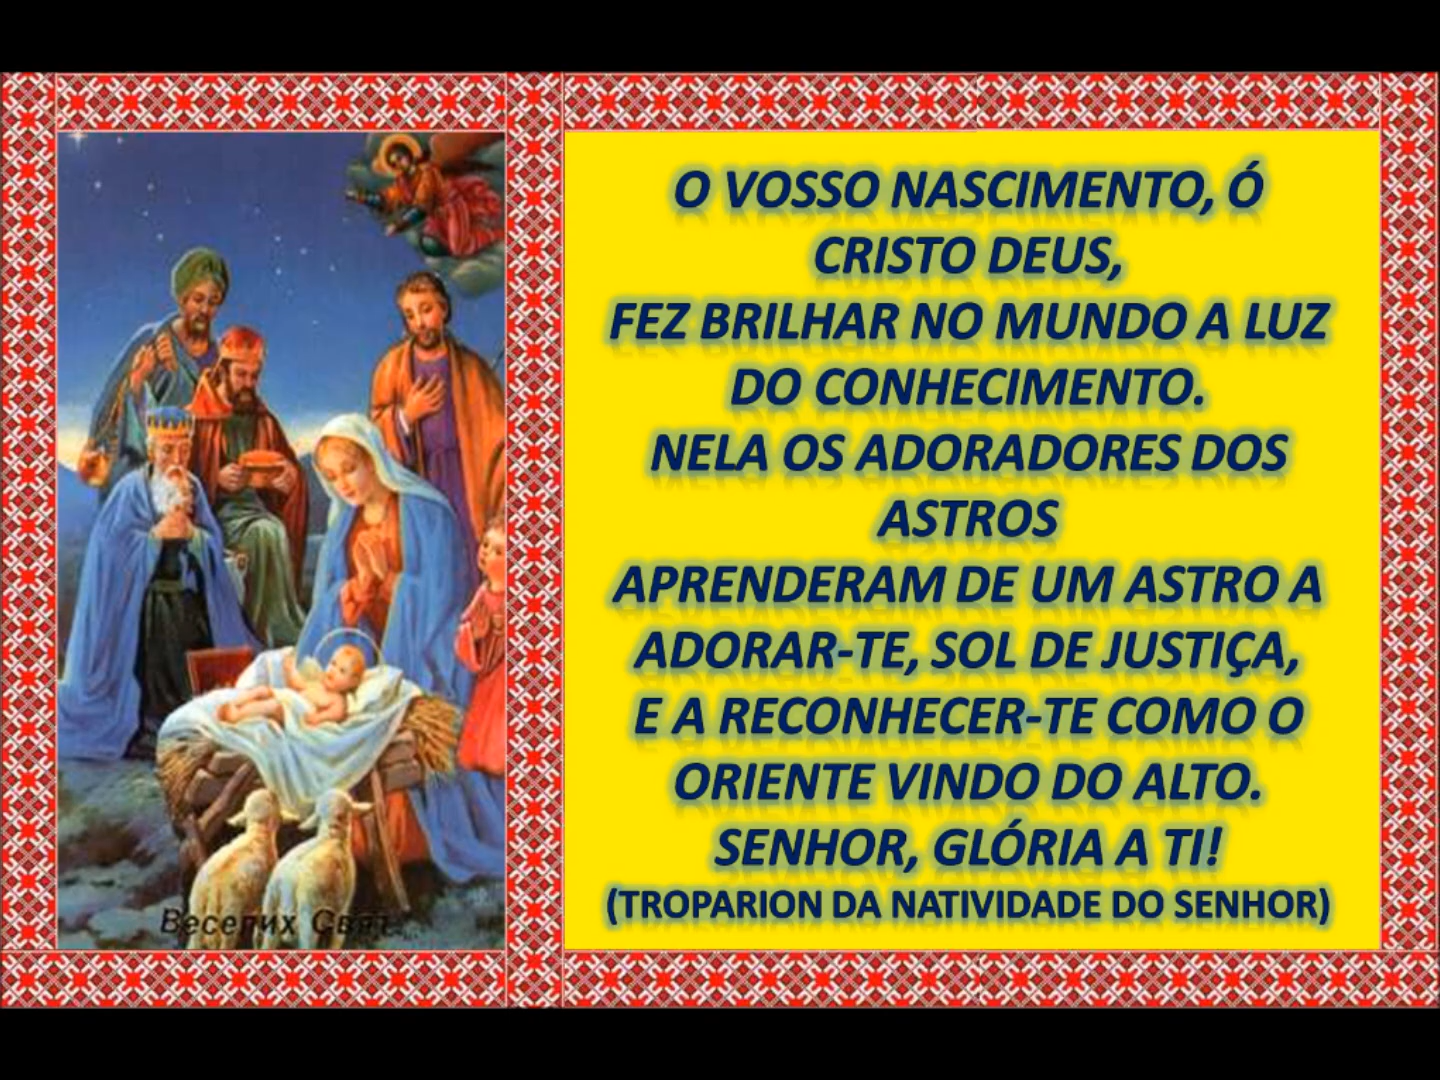 Веселих Свят
O VOSSO NASCIMENTO, Ó
CRISTO DEUS,
FEZ BRILHAR NO MUNDO A LUZ
DO CONHECIMENTO.
NELA OS ADORADORES DOS
ASTROS
APRENDERAM DE UM ASTRO A
ADORAR-TE, SOL DE JUSTIÇA,
E A RECONHECER-TE COMO O
ORIENTE VINDO DO ALTO.
SENHOR, GLÓRIA A TI!
(TROPARION DA NATIVIDADE DO SENHOR)